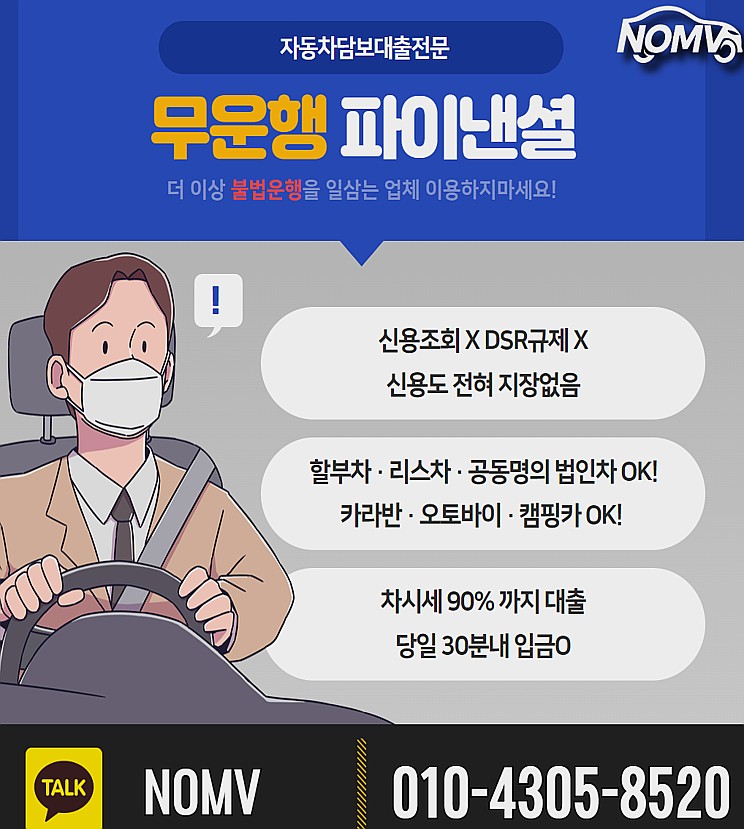 자동차담보대출전문
NOMV
무운행 파이낸셜
더 이상 불법운행을 일삼는 업체 이용하지마세요!
!
신용조회 X DSR규제 X
신용도 전혀 지장없음
할부차 · 리스차 · 공동명의 법인차 OK!
카라반 · 오토바이 · 캠핑카 OK!
차시세 90% 까지 대출
당일 30분내 입금O
TALK
NOMV
010-4305-8520